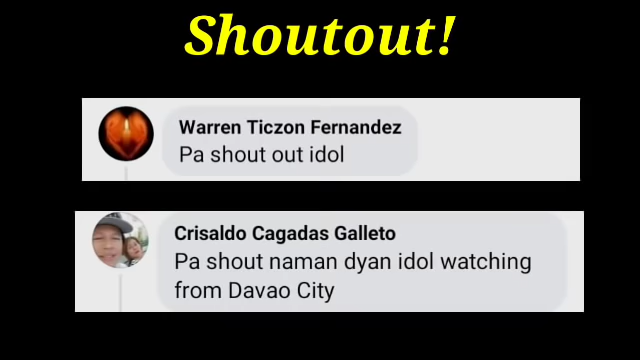 Shoutout!
Warren Ticzon Fernandez
Pa shout out idol
Crisaldo Cagadas Galleto
Pa shout naman dyan idol watching
from Davao City